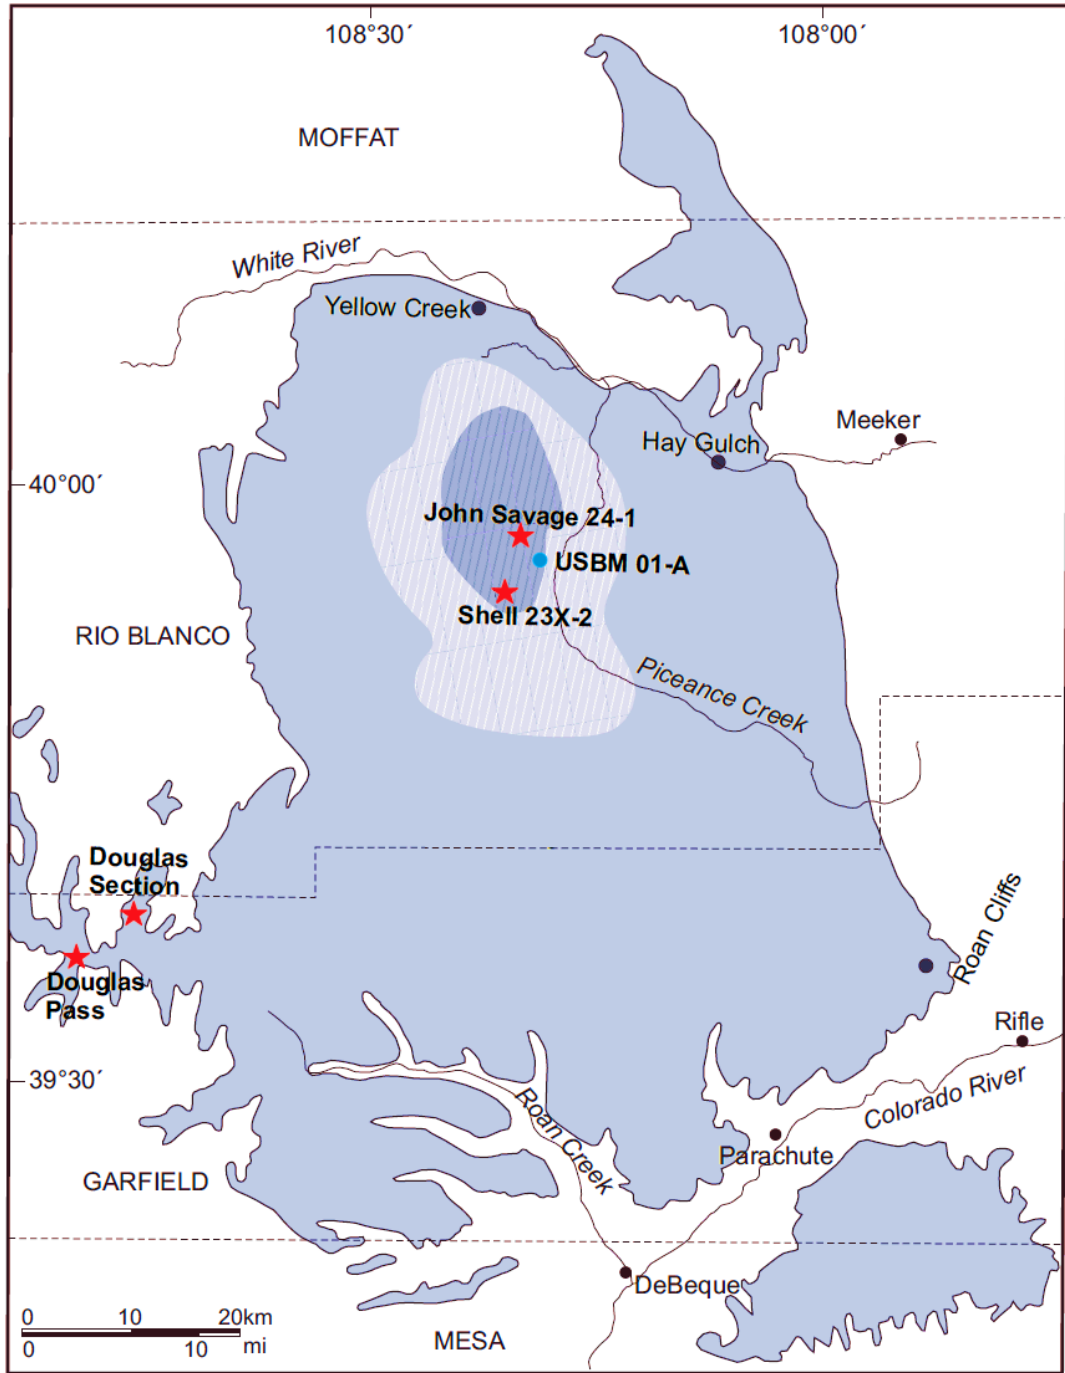 108°30´
108°00´
MOFFAT
White River
Yellow Creek
Meeker
Hay Gulch
40°00´
John Savage 24-1
USBM 01-A
Shell 23X-2
RIO BLANCO
Piceance Creek
Douglas
Section
Roan Cliffs
Douglas
Pass
Rifle
39°30´
Colorado River
Roan Creek
Parachute
GARFIELD
DeBeque
0 10 20km
0 10 mi
MESA